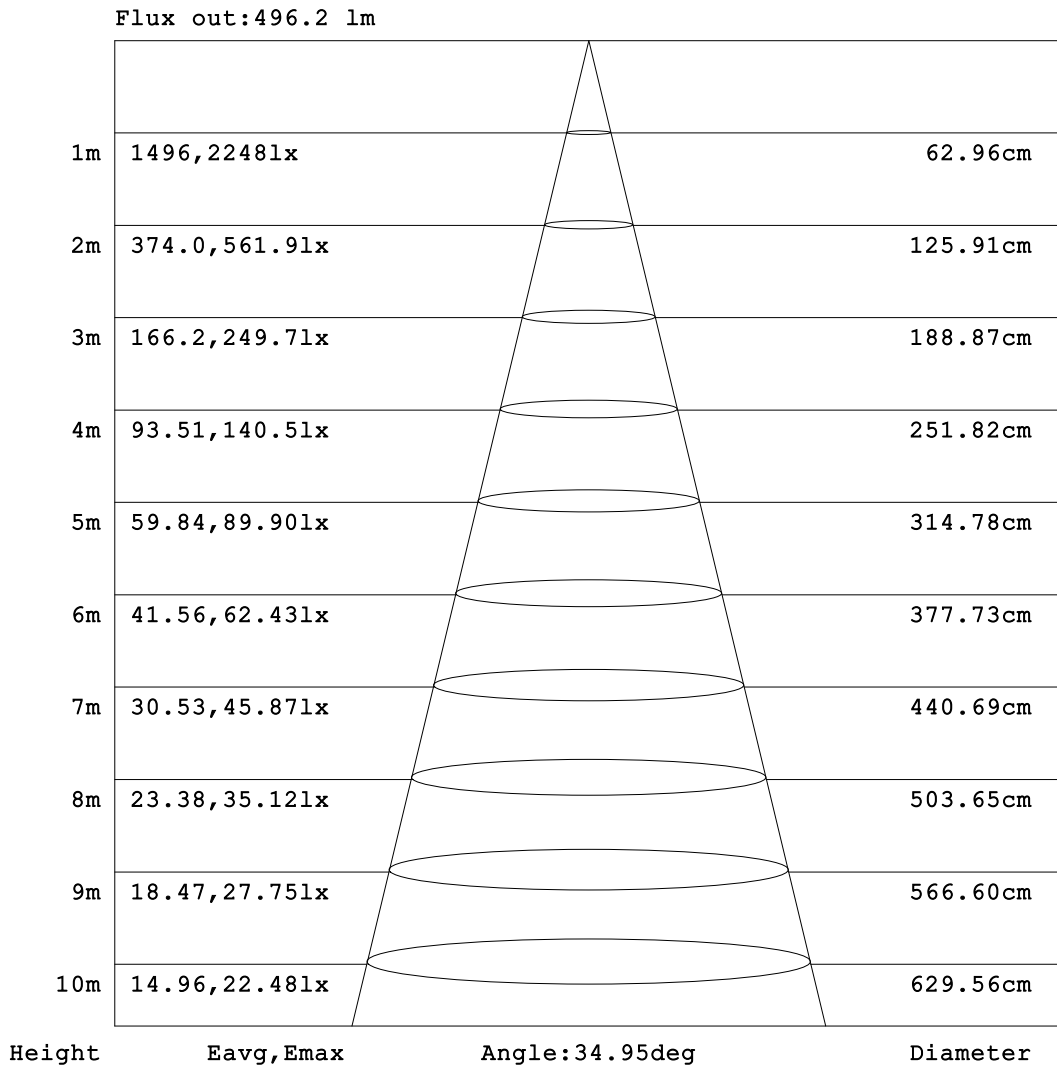 Flux out:496.2 lm
1m 1496,2248lx 62.96cm
2m 374.0,561.9lx 125.91cm
3m 166.2,249.7lx 188.87cm
4m 93.51,140.5lx 251.82cm
5m 59.84,89.90lx 314.78cm
6m 41.56,62.43lx 377.73cm
7m 30.53,45.87lx 440.69cm
8m 23.38,35.12lx 503.65cm
9m 18.47,27.75lx 566.60cm
10m 14.96,22.48lx 629.56cm
Height Eavg,Emax Angle:34.95deg Diameter